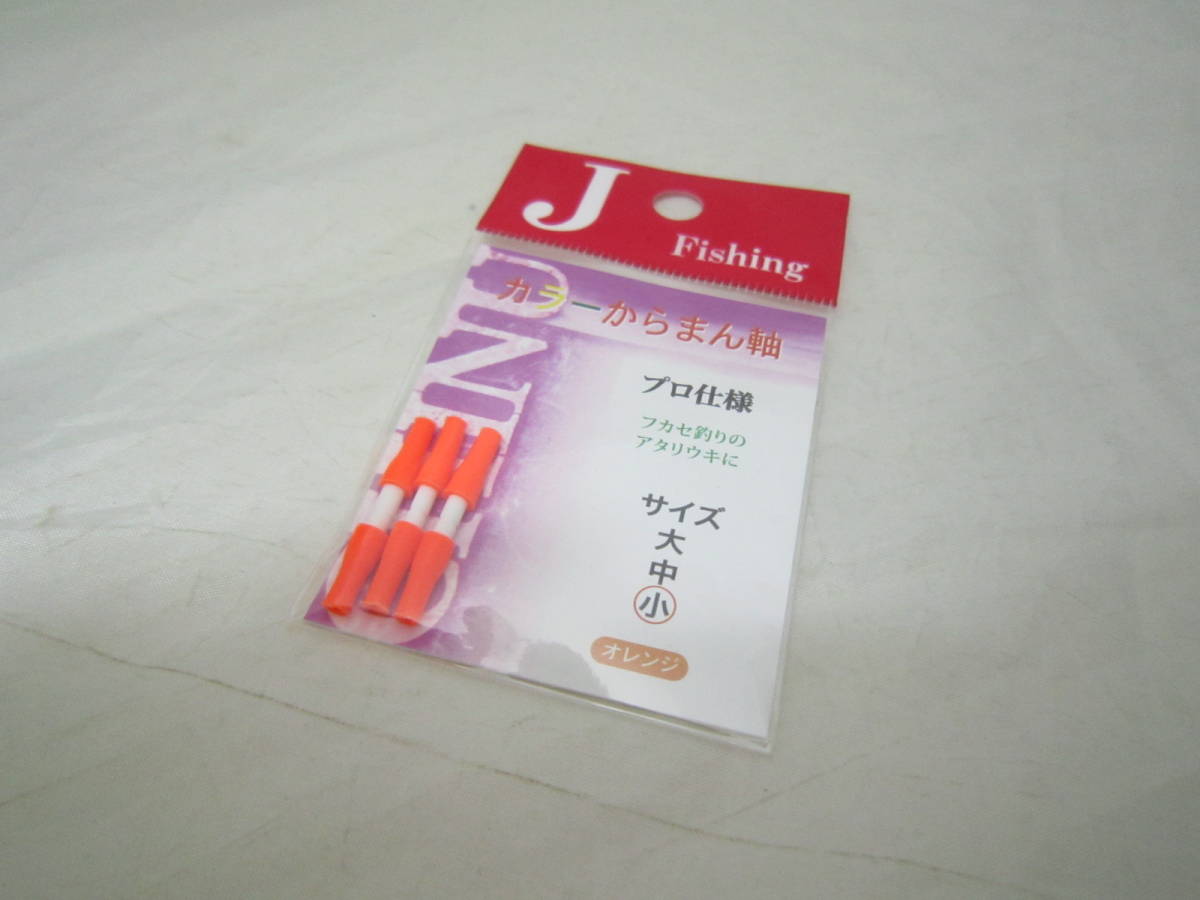 J
Fishing
カラーからまん軸
プロ仕様
フカセ釣りの
アタリウキに
サイズ
大
中
小
オレンジ